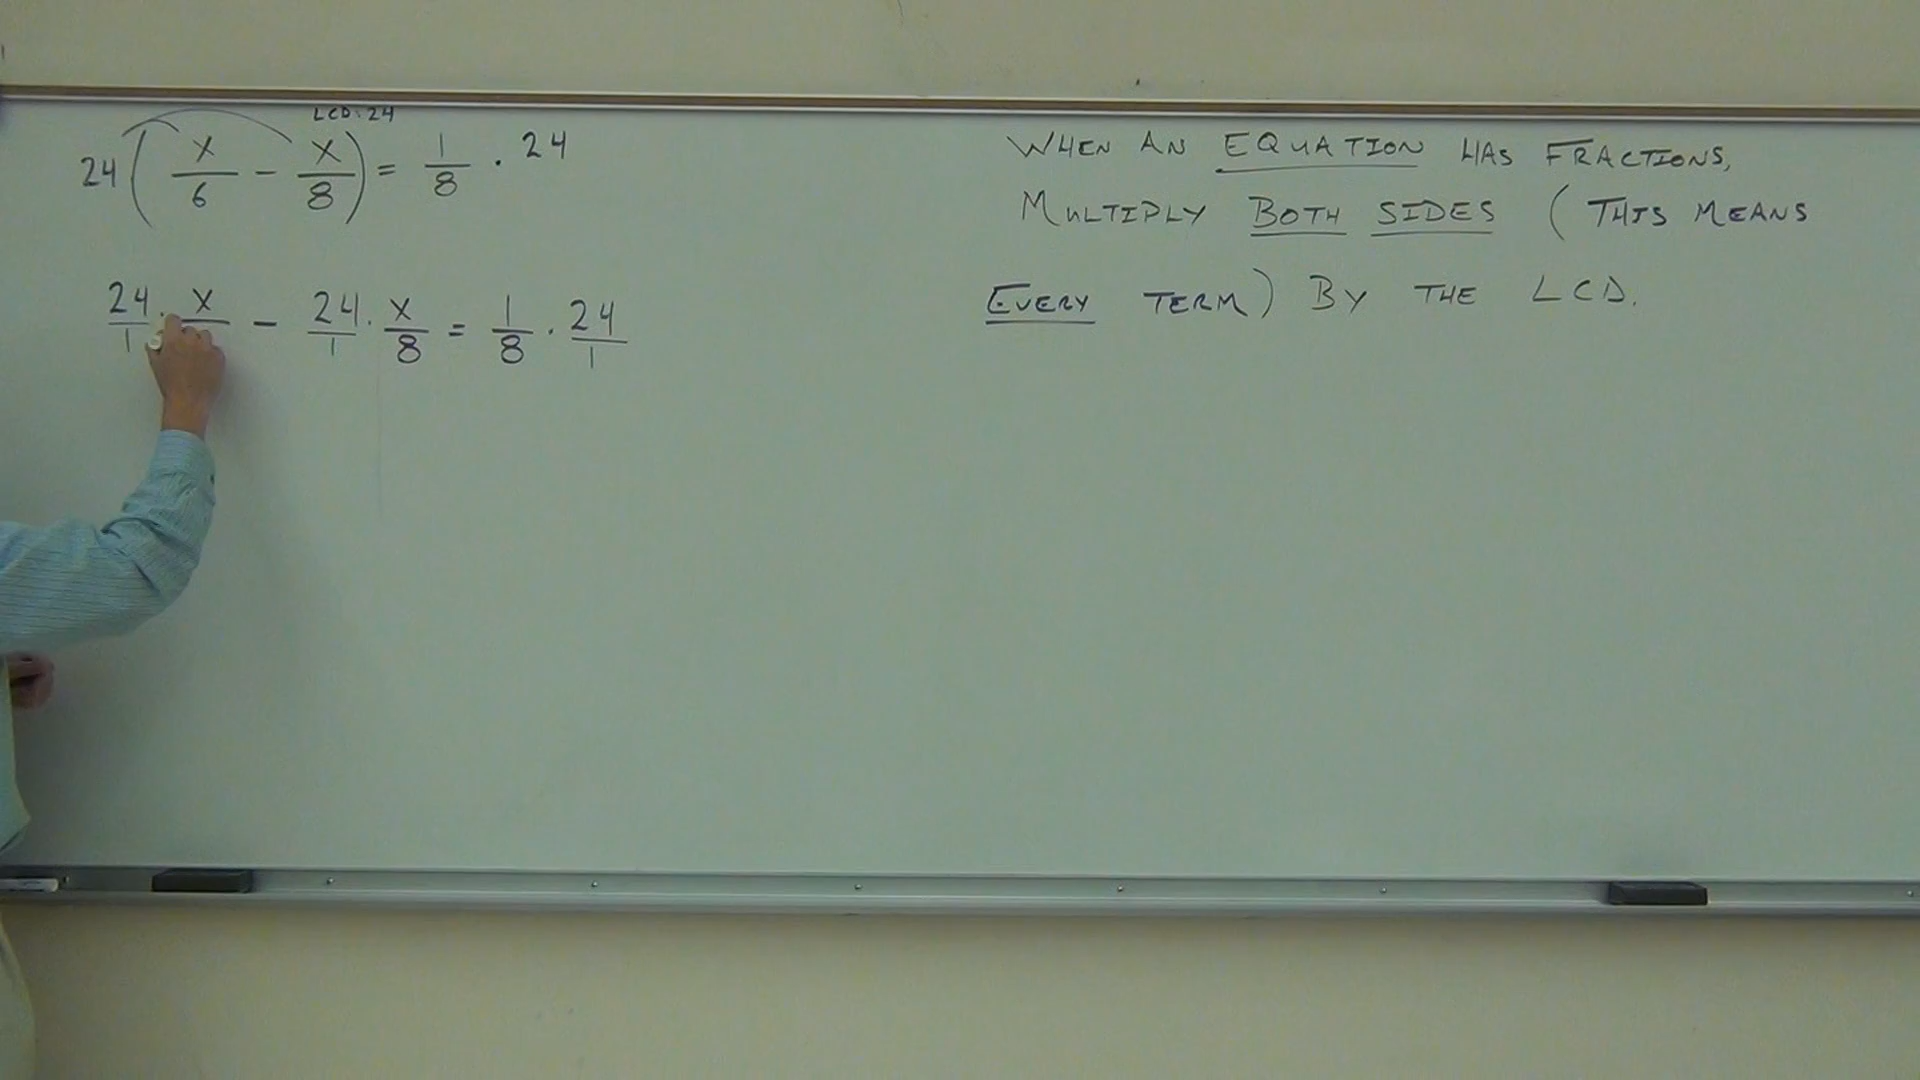 LCD: 24
24 ( x/6 - x/8 ) = 1/8 · 24
24/1 · x/ - 24/1 · x/8 = 1/8 · 24/1
WHEN AN EQUATION HAS FRACTIONS,
MULTIPLY BOTH SIDES (THIS MEANS
EVERY TERM) BY THE LCD.